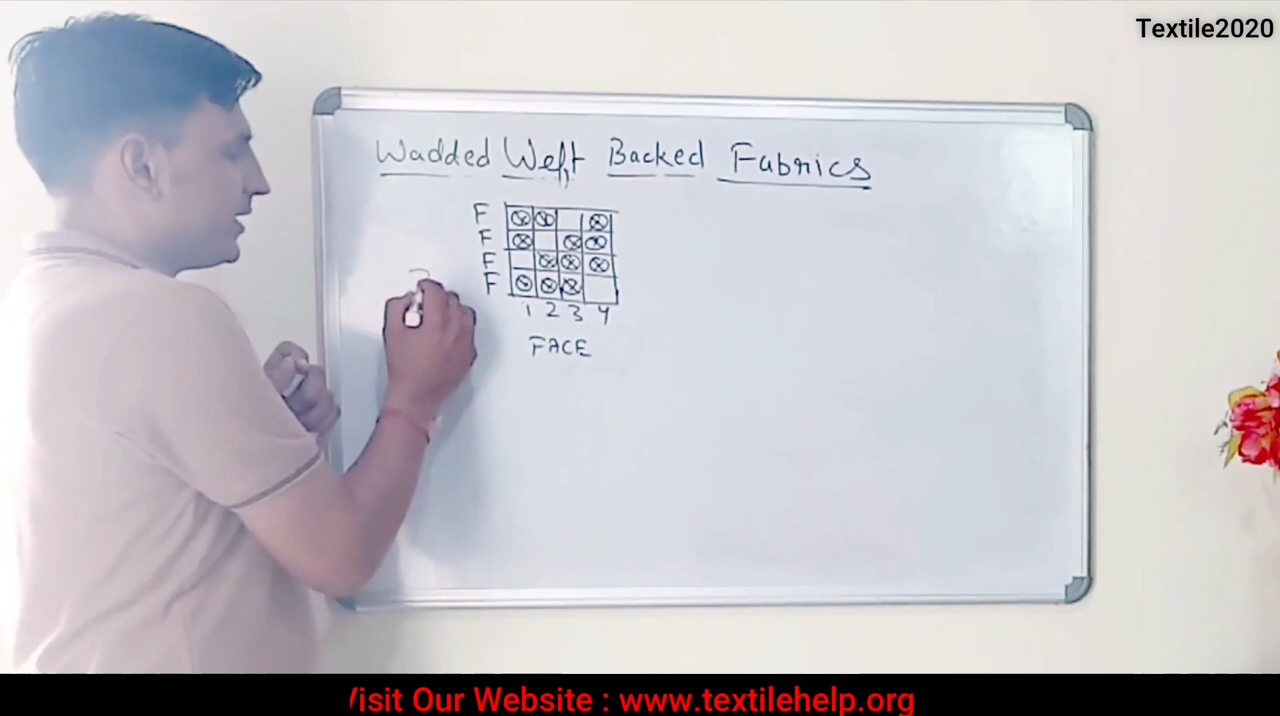 Textile2020
Wadded Weft Backed Fabrics
F
F
F
F
1 2 3 4
FACE
Visit Our Website : www.textilehelp.org